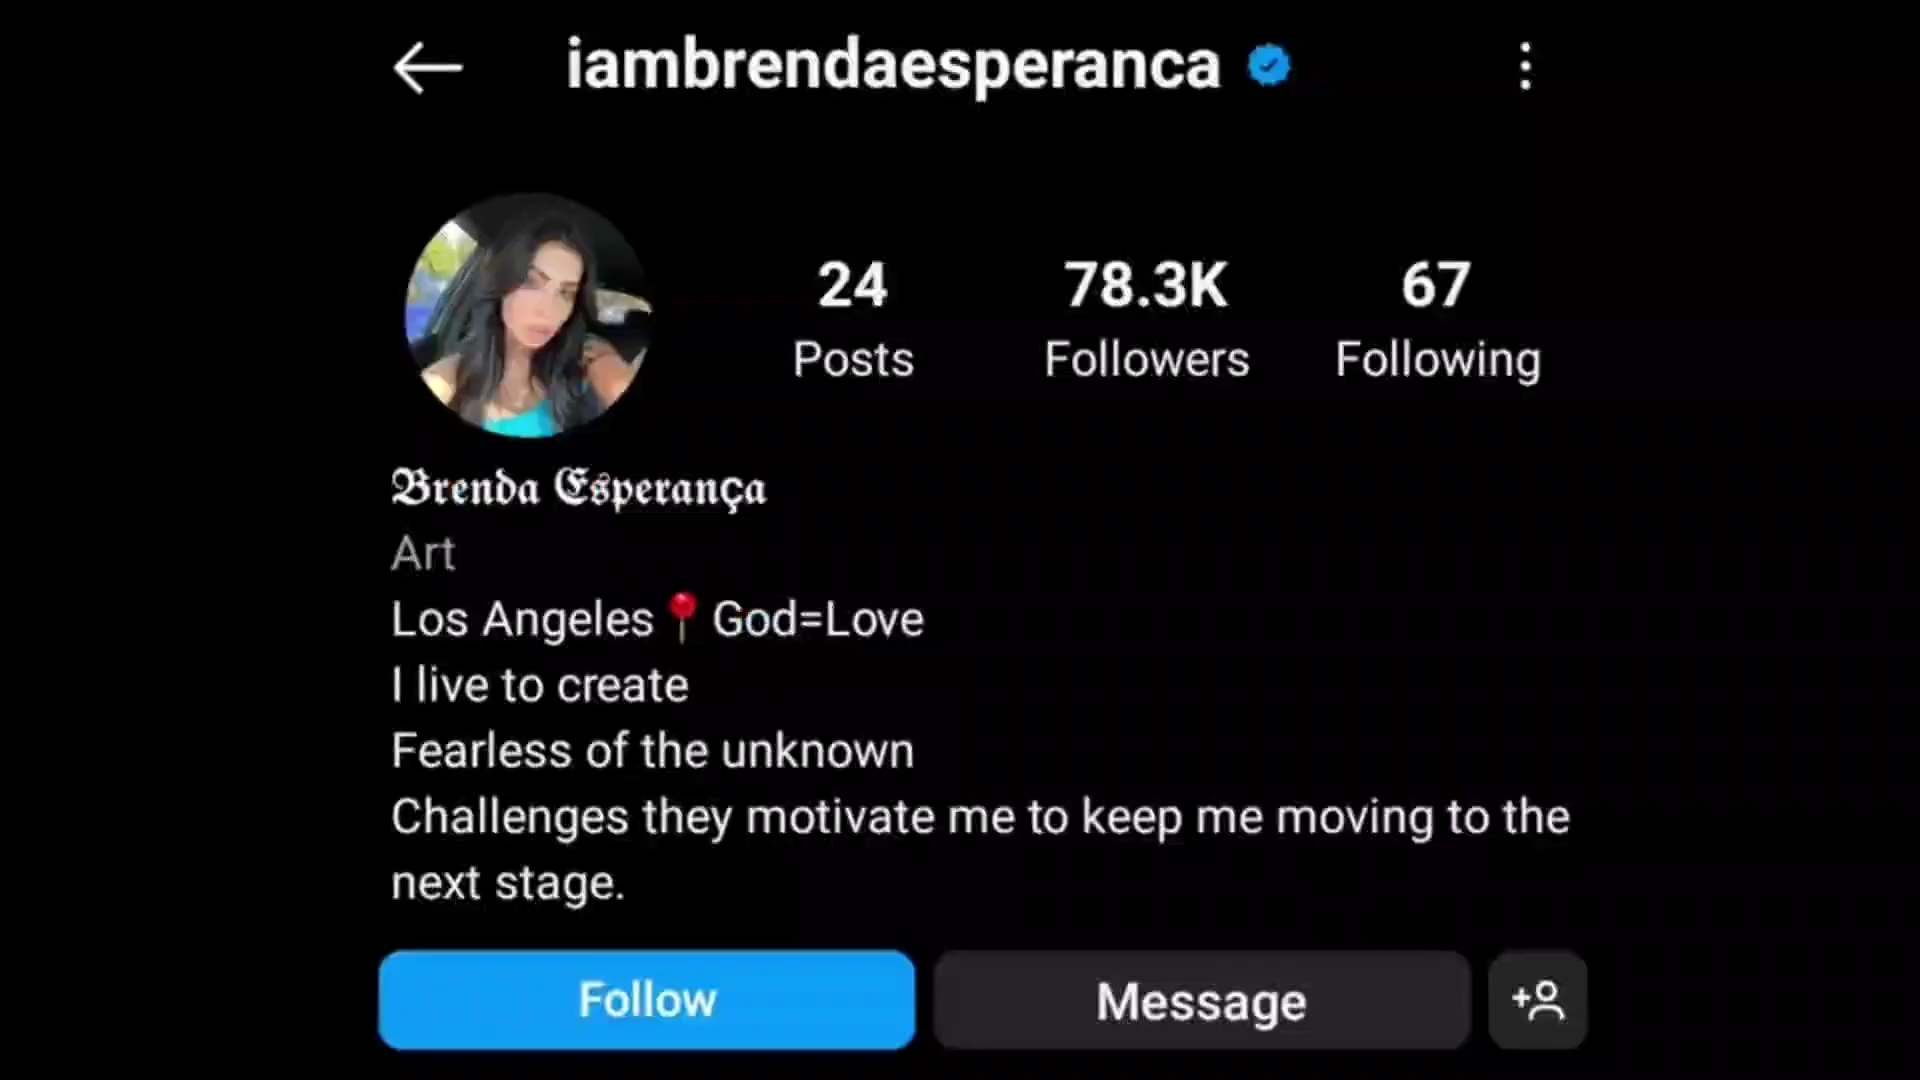 iambrendaesperanca
24 78.3K 67
Posts Followers Following
𝕭𝖗𝖊𝖓𝖉𝖆 𝕰𝖘𝖕𝖊𝖗𝖆𝖓ç𝖆
Art
Los Angeles📍God=Love
I live to create
Fearless of the unknown
Challenges they motivate me to keep me moving to the
next stage.
Follow Message